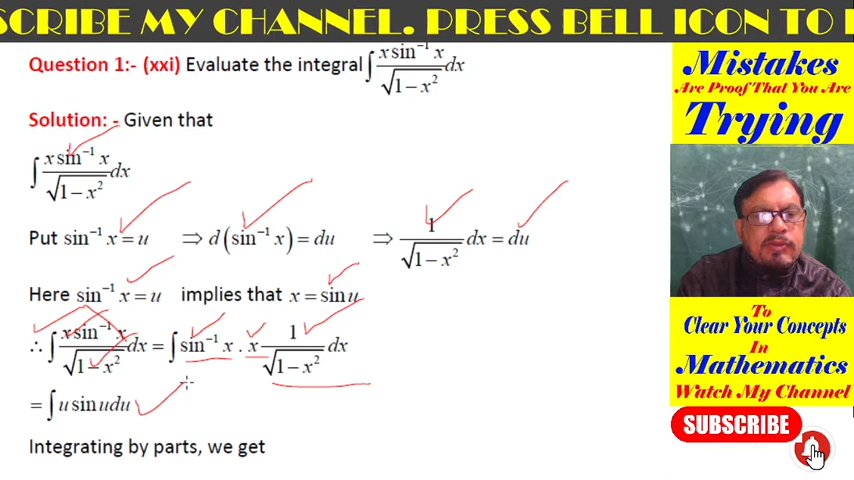 SCRIBE MY CHANNEL. PRESS BELL ICON TO
Question 1:- (xxi) Evaluate the integral ∫ x sin⁻¹ x / √(1 − x²) dx
Solution: - Given that
∫ x sin⁻¹ x / √(1 − x²) dx
Put sin⁻¹ x = u ⇒ d(sin⁻¹ x) = du ⇒ 1 / √(1 − x²) dx = du
Here sin⁻¹ x = u implies that x = sin u
∴ ∫ x sin⁻¹ x / √(1 − x²) dx = ∫ sin⁻¹ x . x 1 / √(1 − x²) dx
= ∫ u sin u du
Integrating by parts, we get
Mistakes
Are Proof That You Are
Trying
To
Clear Your Concepts
In
Mathematics
Watch My Channel
SUBSCRIBE